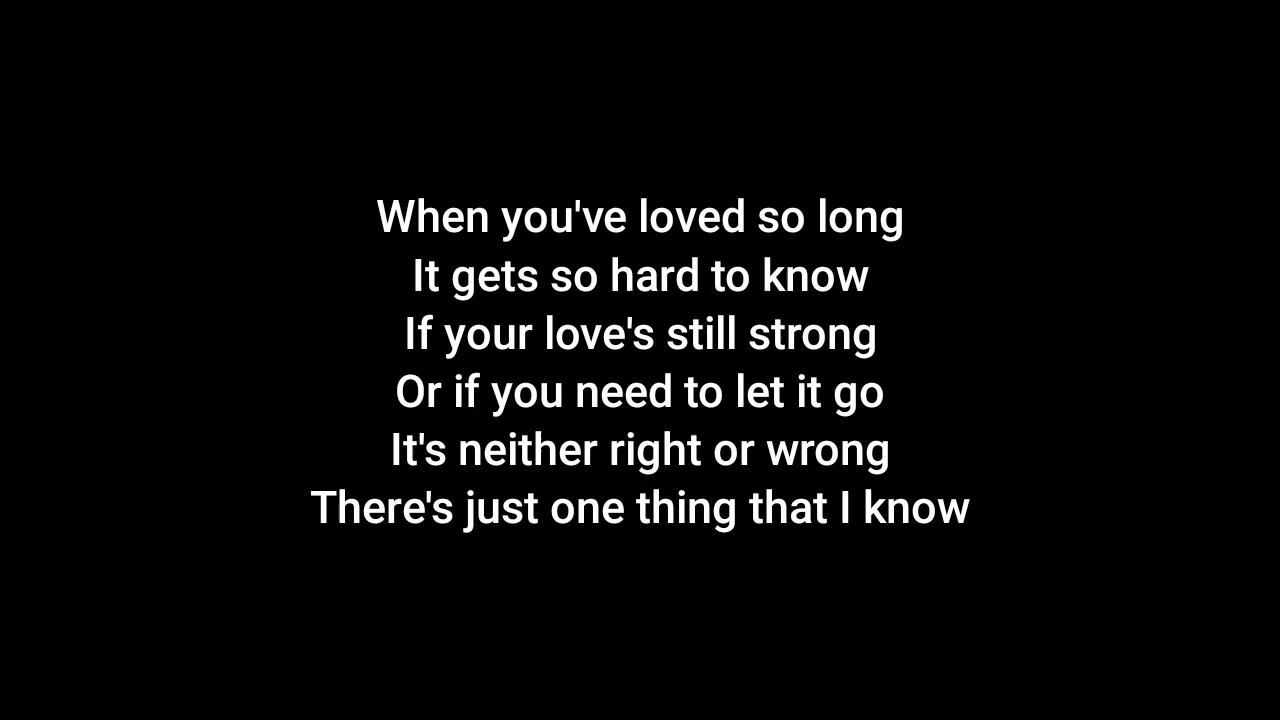 When you've loved so long
It gets so hard to know
If your love's still strong
Or if you need to let it go
It's neither right or wrong
There's just one thing that I know